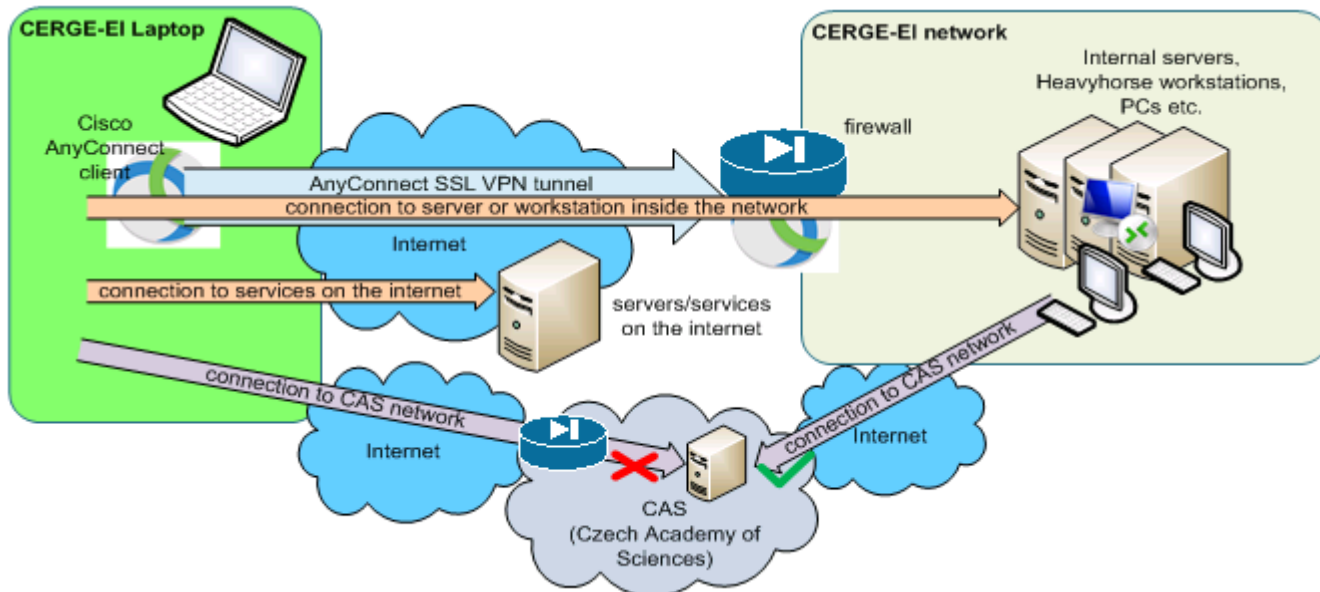 CERGE-EI Laptop
CERGE-EI network
Internal servers,
Heavyhorse workstations,
PCs etc.
Cisco
AnyConnect
client
firewall
AnyConnect SSL VPN tunnel
connection to server or workstation inside the network
Internet
connection to services on the internet
servers/services
on the internet
connection to CAS network
connection to CAS network
Internet
Internet
CAS
(Czech Academy of
Sciences)